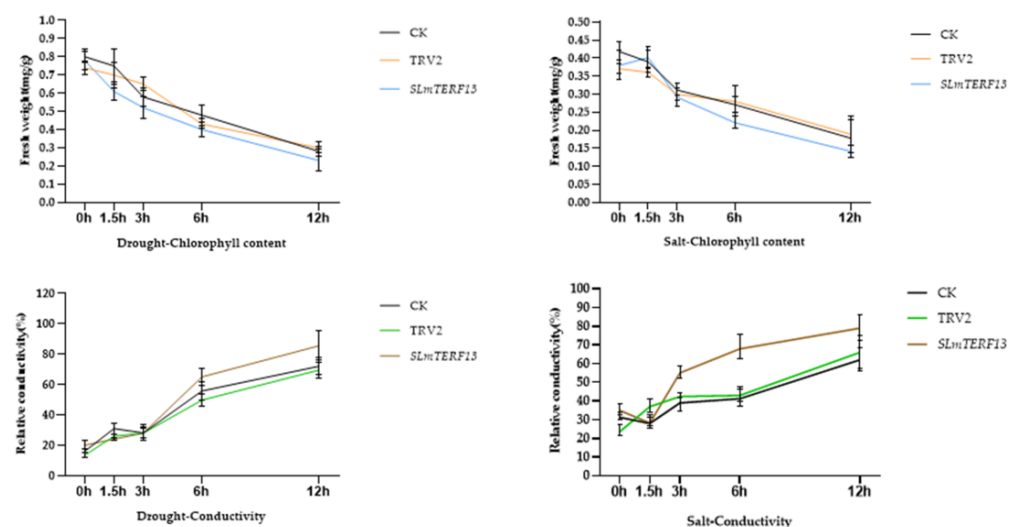 1.0
0.9
0.8
0.7
0.6
0.5
0.4
0.3
0.2
0.1
0.0
Fresh weight(mg/g)
0h 1.5h 3h 6h 12h
Drought-Chlorophyll content
CK
TRV2
SLmTERF13
0.50
0.45
0.40
0.35
0.30
0.25
0.20
0.15
0.10
0.05
0.00
Fresh weight(mg/g)
0h 1.5h 3h 6h 12h
Salt-Chlorophyll content
CK
TRV2
SLmTERF13
120
100
80
60
40
20
0
Relative conductivity(%)
0h 1.5h 3h 6h 12h
Drought-Conductivity
CK
TRV2
SLmTERF13
100
90
80
70
60
50
40
30
20
10
0
Relative conductivity(%)
0h 1.5h 3h 6h 12h
Salt-Conductivity
CK
TRV2
SLmTERF13